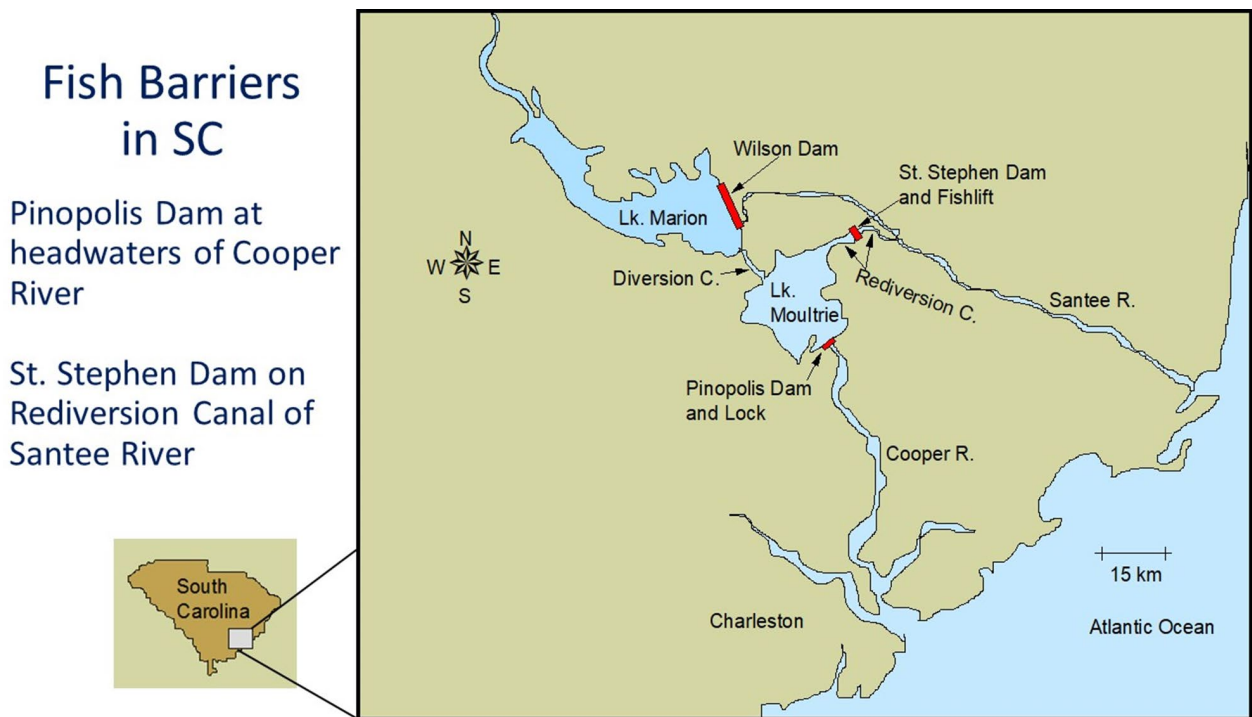 Fish Barriers
in SC
Pinopolis Dam at
headwaters of Cooper
River
St. Stephen Dam on
Rediversion Canal of
Santee River
South
Carolina
Wilson Dam
St. Stephen Dam
and Fishlift
Lk. Marion
N
W E
S
Diversion C.
Lk.
Moultrie
Rediversion C.
Santee R.
Pinopolis Dam
and Lock
Cooper R.
15 km
Charleston
Atlantic Ocean